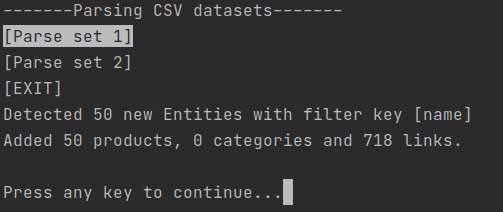 -------Parsing CSV datasets-------
[Parse set 1]
[Parse set 2]
[EXIT]
Detected 50 new Entities with filter key [name]
Added 50 products, 0 categories and 718 links.
Press any key to continue...